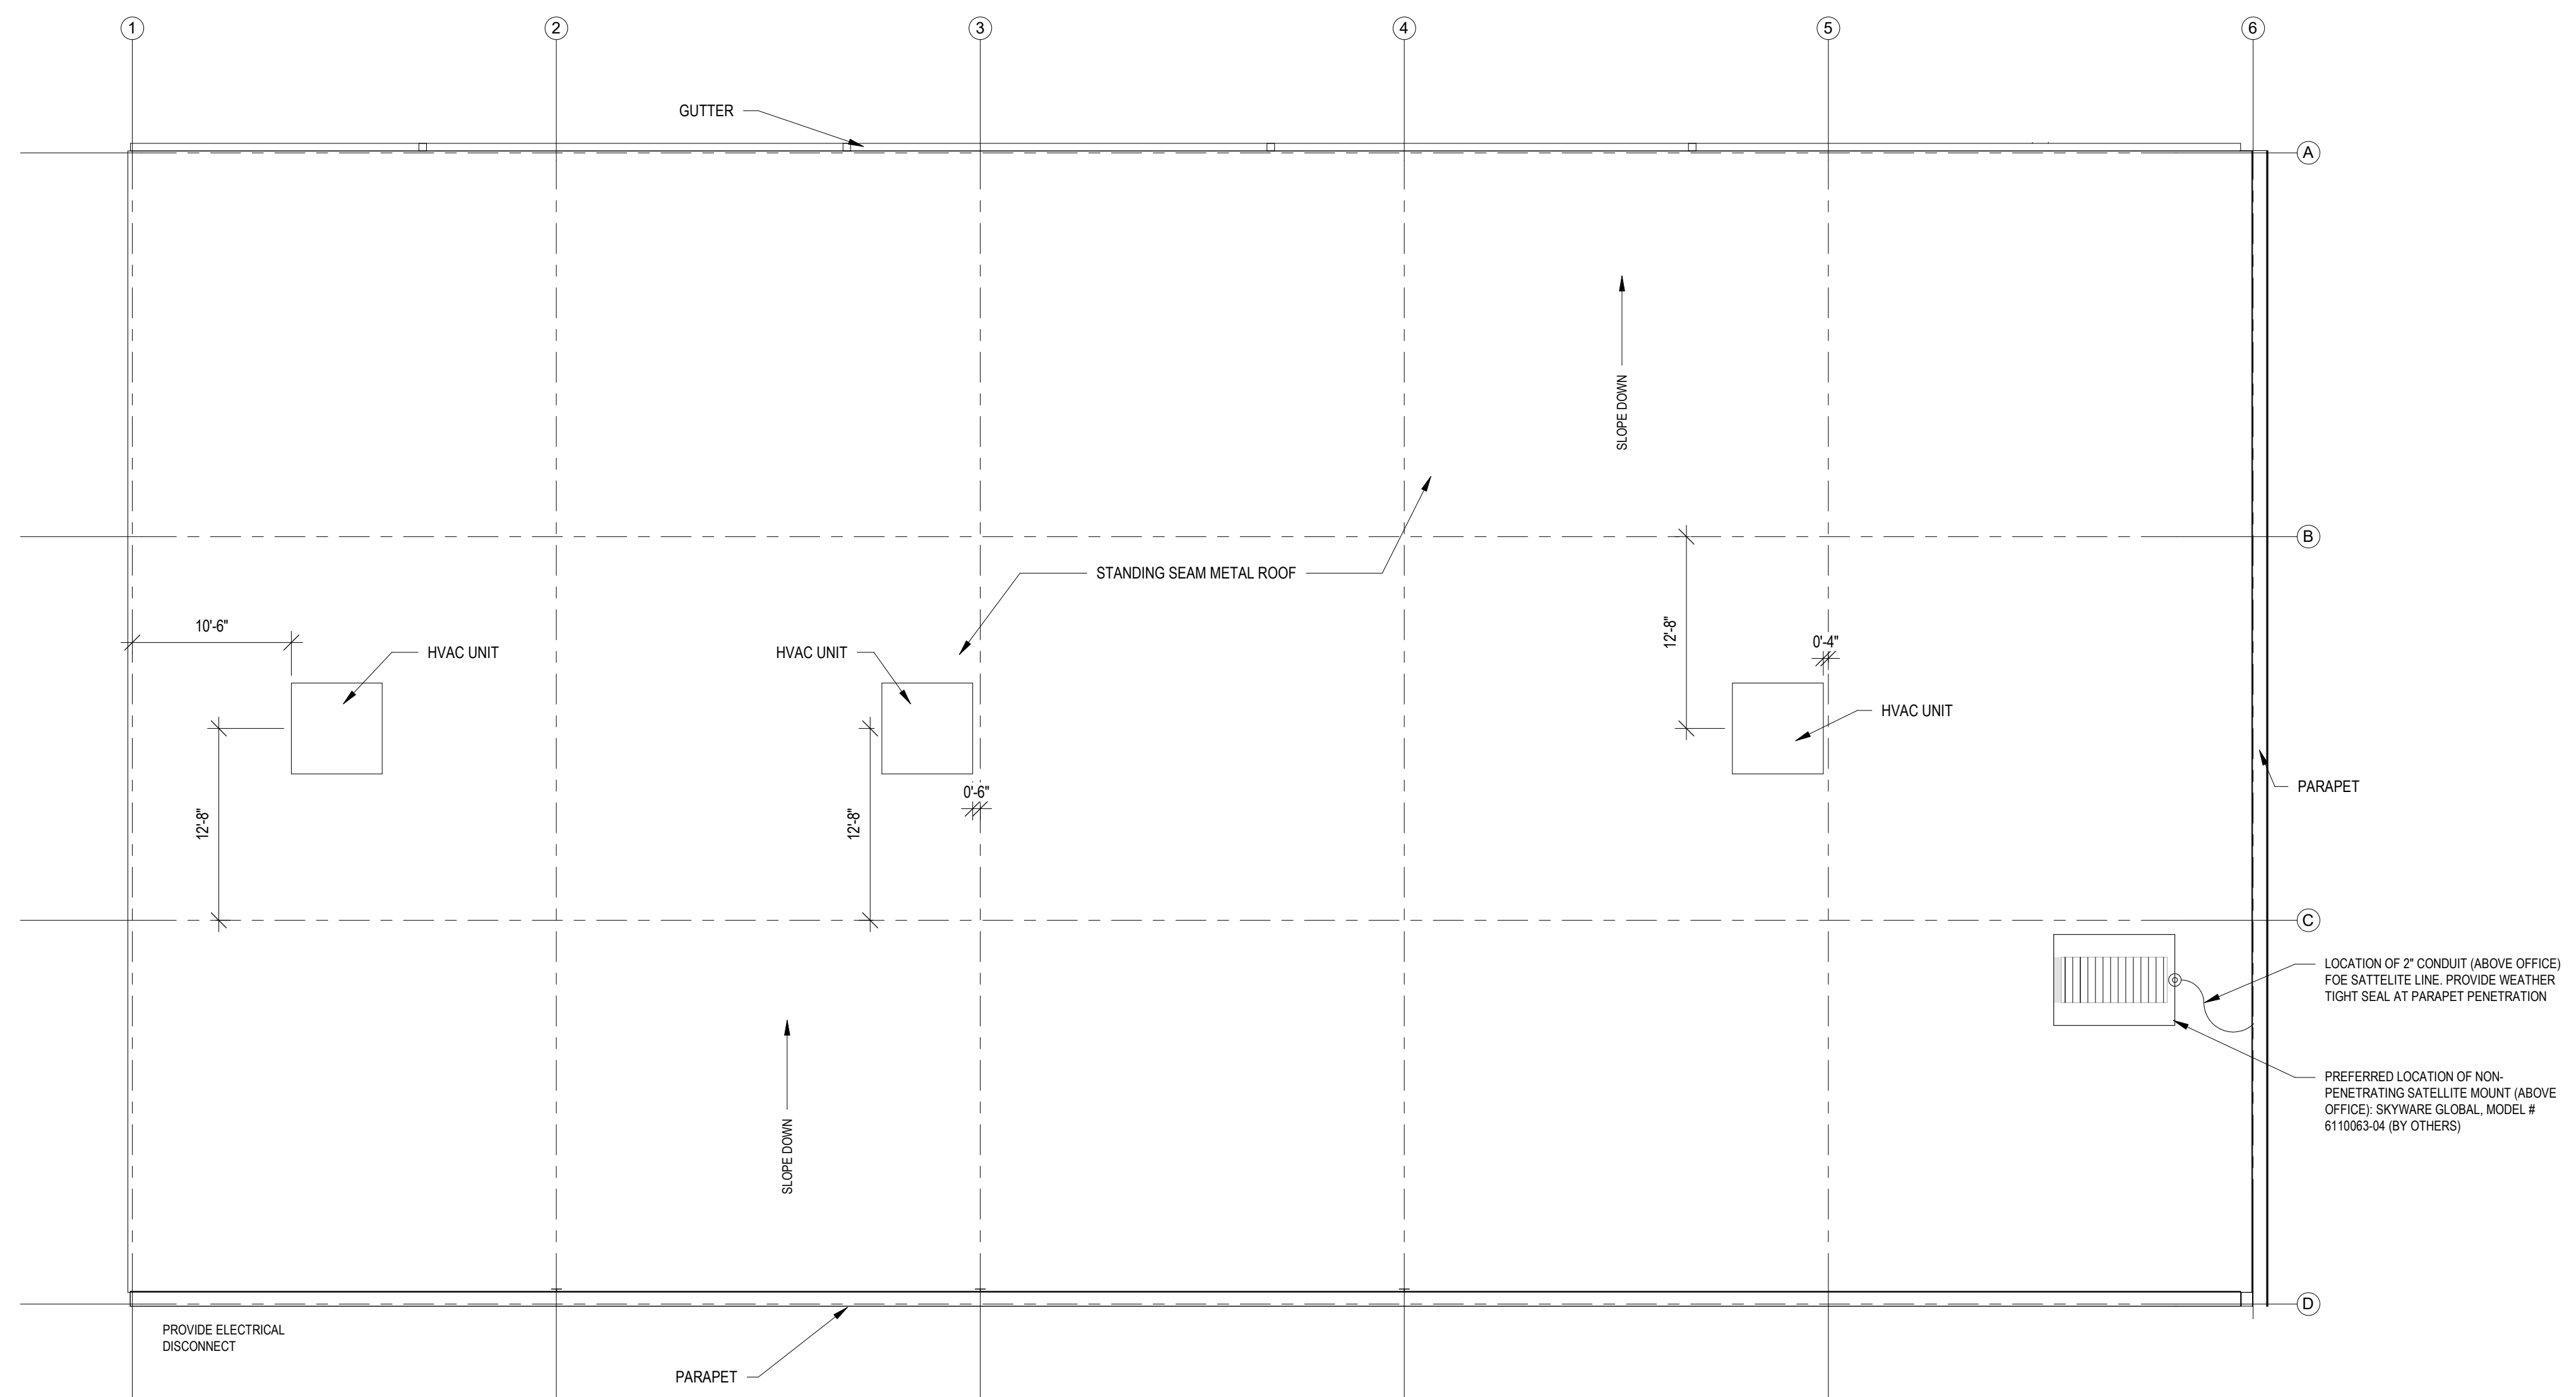 1
2
3
4
5
6
GUTTER
A
SLOPE DOWN
B
STANDING SEAM METAL ROOF
10'-6"
12'-8"
0'-4"
HVAC UNIT
HVAC UNIT
HVAC UNIT
PARAPET
0'-6"
12'-8"
12'-8"
C
LOCATION OF 2" CONDUIT (ABOVE OFFICE)
FOE SATTELITE LINE. PROVIDE WEATHER
TIGHT SEAL AT PARAPET PENETRATION
PREFERRED LOCATION OF NON-
PENETRATING SATELLITE MOUNT (ABOVE
OFFICE): SKYWARE GLOBAL, MODEL #
6110063-04 (BY OTHERS)
SLOPE DOWN
D
PROVIDE ELECTRICAL
DISCONNECT
PARAPET